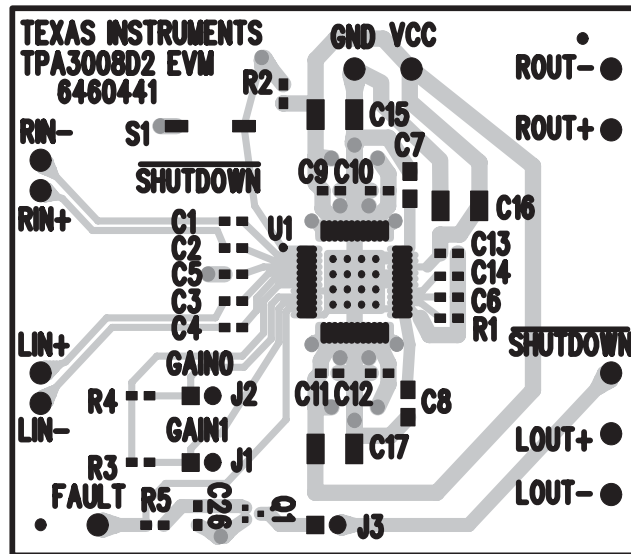 TEXAS INSTRUMENTS
TPA3008D2 EVM
6460441
GND VCC
ROUT-
R2
C15
S1
ROUT+
RIN-
C7
SHUTDOWN
C9 C10
RIN+
C16
C1
U1
C2
C13
C5
C14
C3
C6
C4
R1
LIN+
SHUTDOWN
GAIN0
C11 C12
R4
J2
C8
LIN-
GAIN1
C17
LOUT+
R3
J1
FAULT
R5
C26
Q1
J3
LOUT-